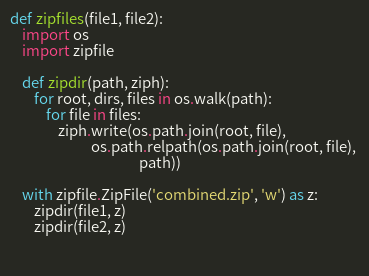 def zipfiles(file1, file2):
    import os
    import zipfile

    def zipdir(path, ziph):
        for root, dirs, files in os.walk(path):
            for file in files:
                ziph.write(os.path.join(root, file),
                           os.path.relpath(os.path.join(root, file),
                                           path))

    with zipfile.ZipFile('combined.zip', 'w') as z:
        zipdir(file1, z)
        zipdir(file2, z)